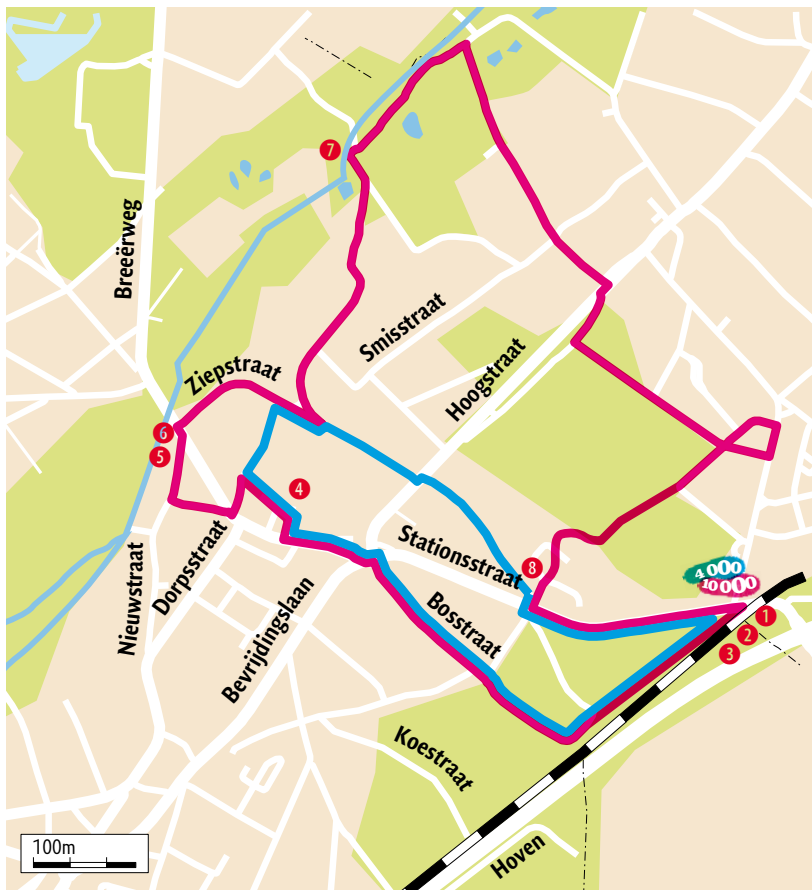 7
Breeërweg
Smisstraat
Ziepstraat
Hoogstraat
6
5
4
Stationsstraat
8
4000
10000
Nieuwstraat
Dorpsstraat
Bevrijdingslaan
Bosstraat
1
2
3
Koestraat
Hoven
100m